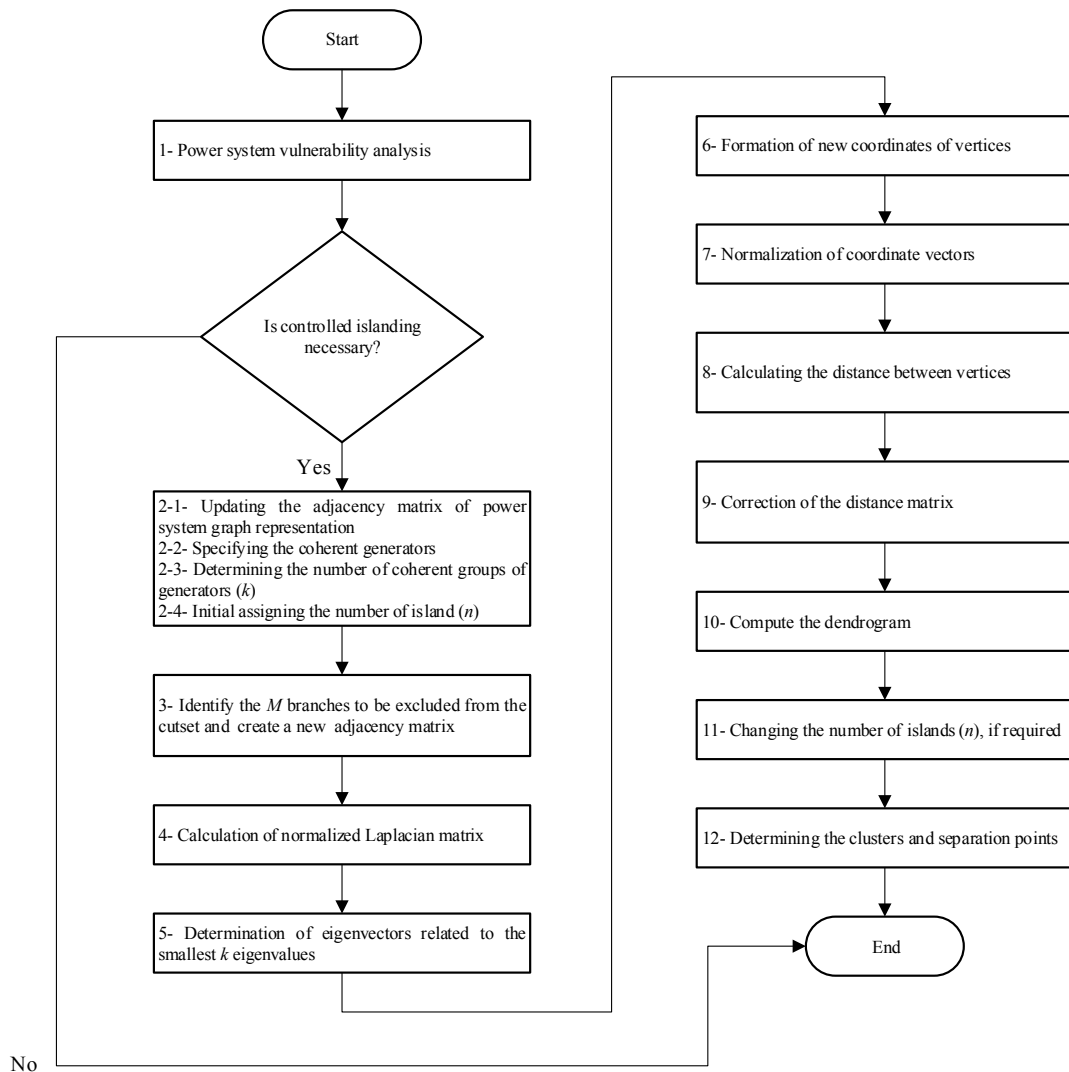 Start
1- Power system vulnerability analysis
Is controlled islanding
necessary?
Yes
No
2-1- Updating the adjacency matrix of power
system graph representation
2-2- Specifying the coherent generators
2-3- Determining the number of coherent groups of
generators (k)
2-4- Initial assigning the number of island (n)
3- Identify the M branches to be excluded from the
cutset and create a new adjacency matrix
4- Calculation of normalized Laplacian matrix
5- Determination of eigenvectors related to the
smallest k eigenvalues
6- Formation of new coordinates of vertices
7- Normalization of coordinate vectors
8- Calculating the distance between vertices
9- Correction of the distance matrix
10- Compute the dendrogram
11- Changing the number of islands (n), if required
12- Determining the clusters and separation points
End